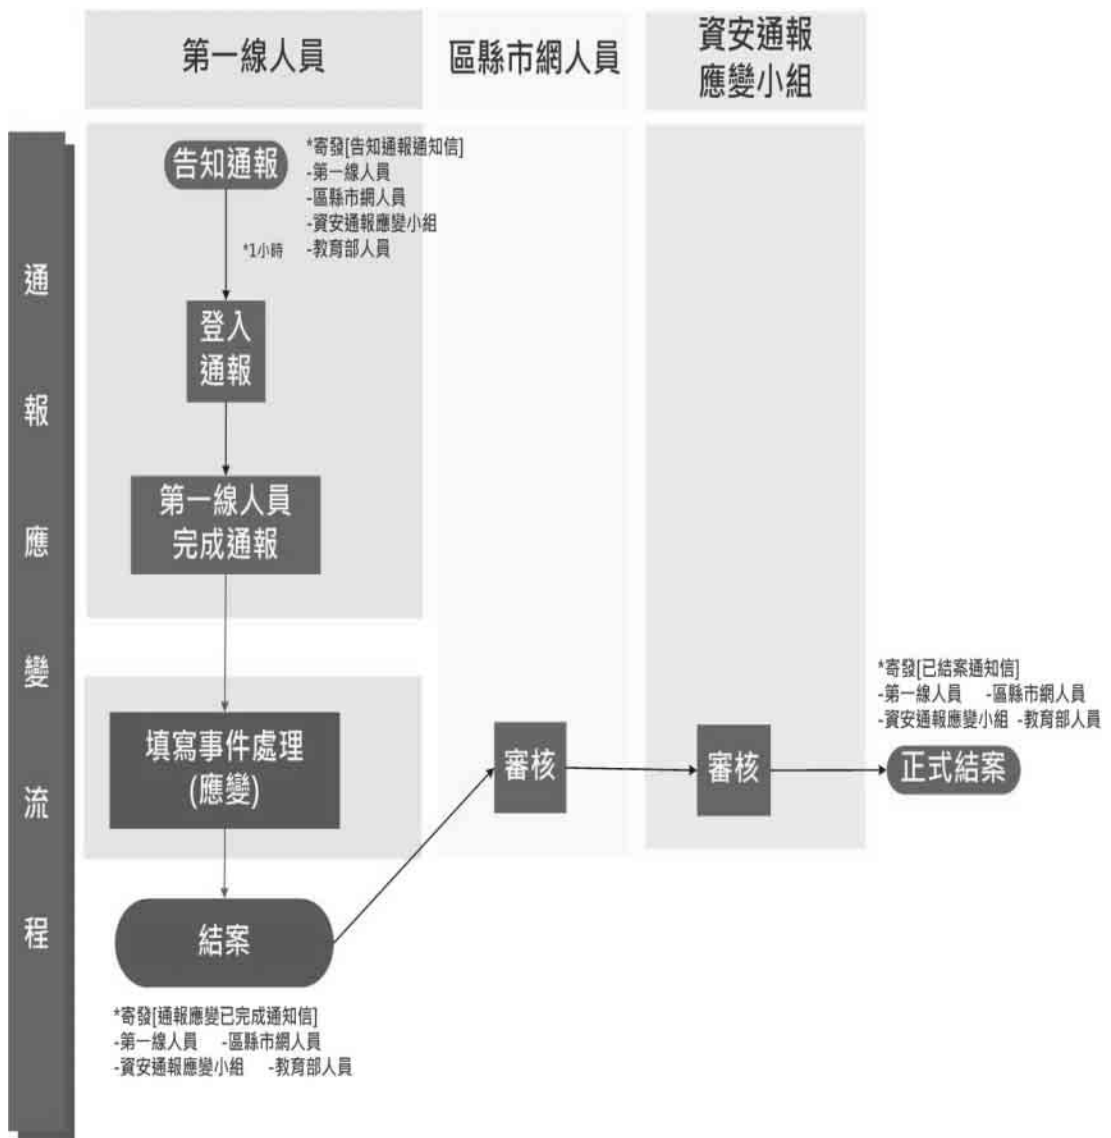 第一線人員
區縣市網人員
資安通報
應變小組
通報應變流程
告知通報
*寄發[告知通報通知信]
-第一線人員
-區縣市網人員
-資安通報應變小組
-教育部人員
*1小時
登入
通報
第一線人員
完成通報
填寫事件處理
(應變)
結案
*寄發[通報應變已完成通知信]
-第一線人員 -區縣市網人員
-資安通報應變小組 -教育部人員
審核
審核
*寄發[已結案通知信]
-第一線人員 -區縣市網人員
-資安通報應變小組 -教育部人員
正式結案